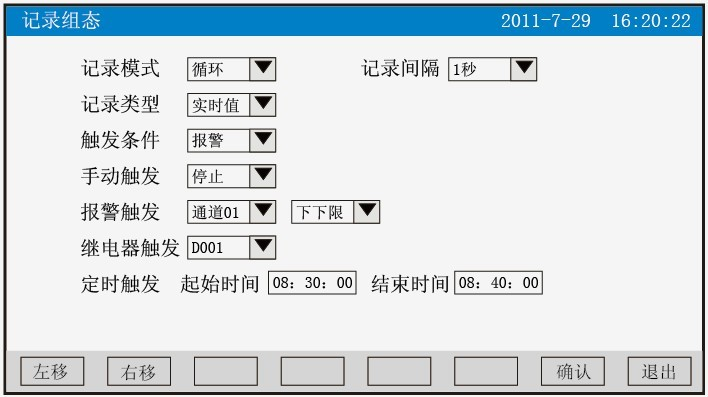 记录组态 2011-7-29 16:20:22
记录模式 循环 记录间隔 1秒
记录类型 实时值
触发条件 报警
手动触发 停止
报警触发 通道01 下下限
继电器触发 D001
定时触发 起始时间 08：30：00 结束时间 08：40：00
左移 右移 确认 退出